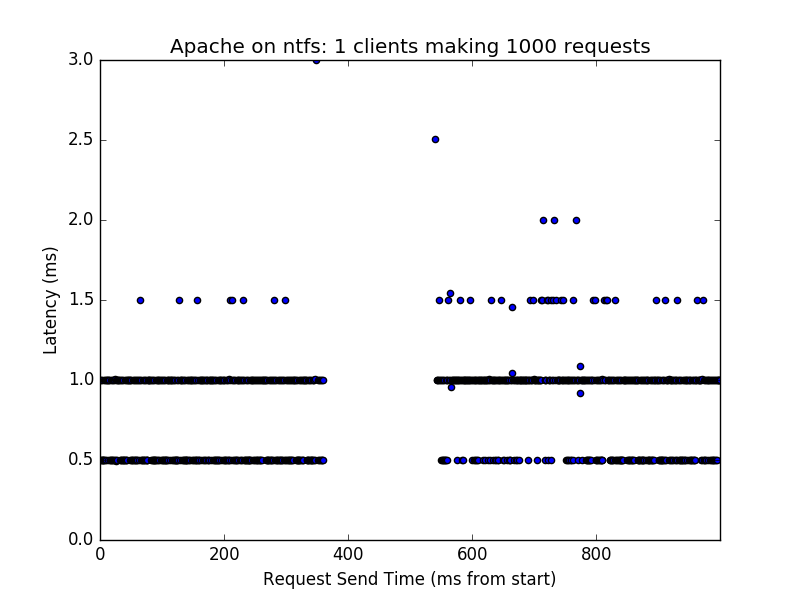 Apache on ntfs: 1 clients making 1000 requests
3.0
2.5
2.0
1.5
1.0
0.5
0.0
Latency (ms)
0 200 400 600 800
Request Send Time (ms from start)